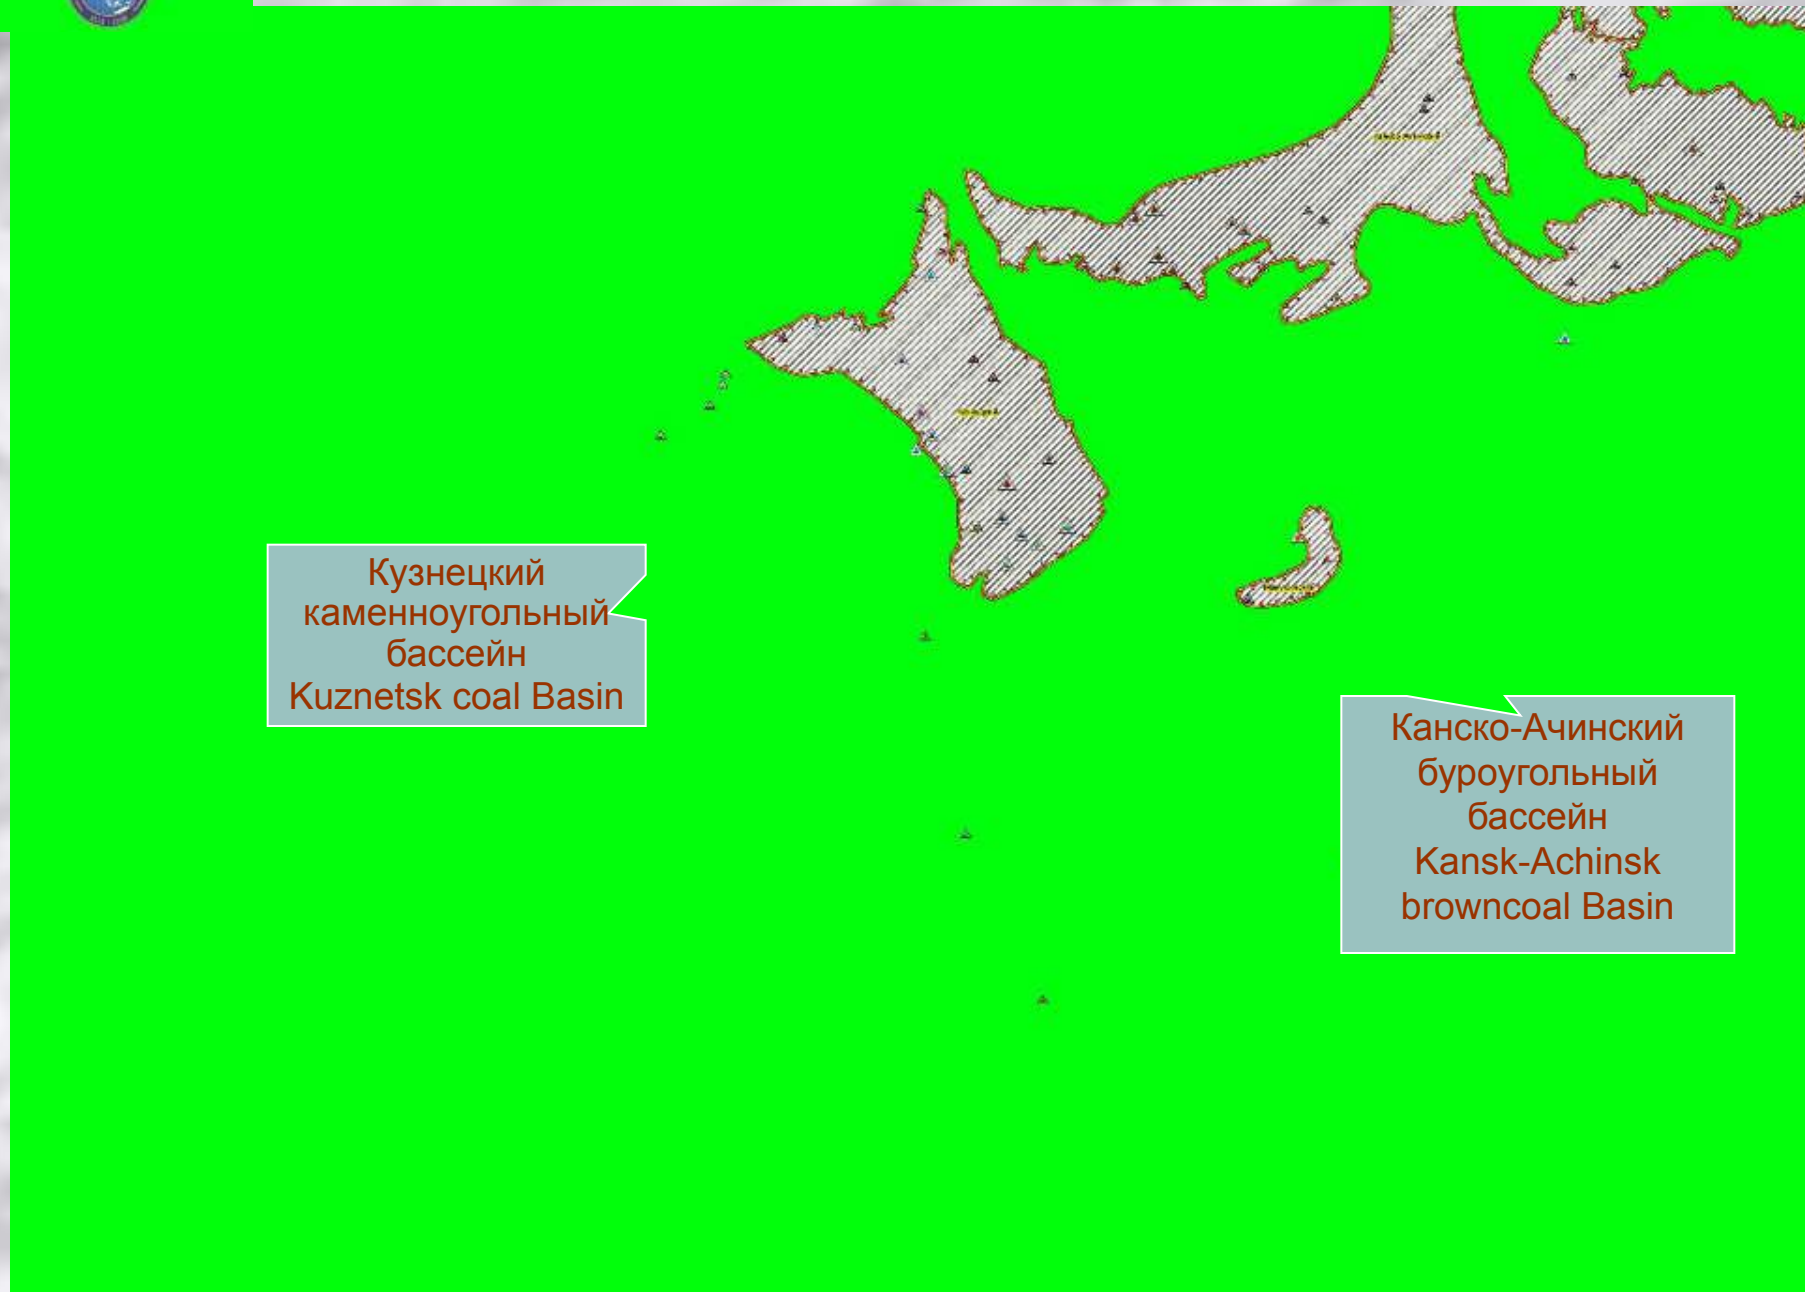 Кузнецкий
каменноугольный
бассейн
Kuznetsk coal Basin
Канско-Ачинский
буроугольный
бассейн
Kansk-Achinsk
browncoal Basin